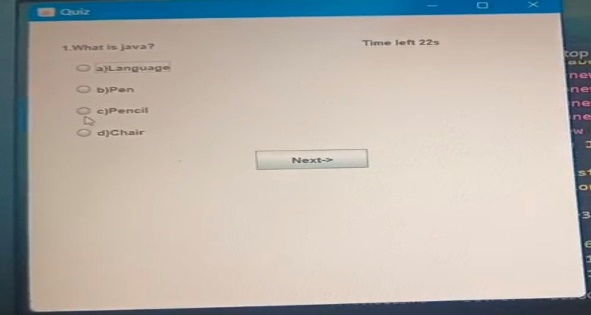 Quiz
1.What is java?
Time left 22s
a)Language
b)Pen
c)Pencil
d)Chair
Next->